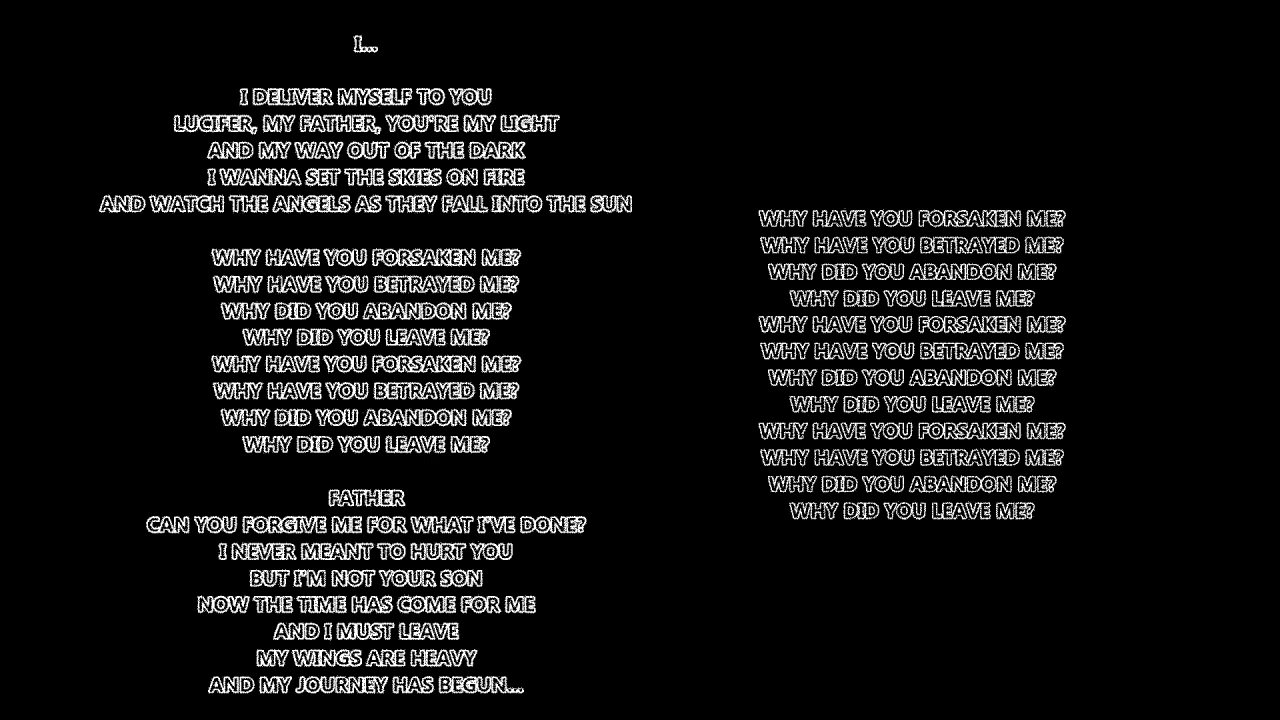 I...
I DELIVER MYSELF TO YOU
LUCIFER, MY FATHER, YOU'RE MY LIGHT
AND MY WAY OUT OF THE DARK
I WANNA SET THE SKIES ON FIRE
AND WATCH THE ANGELS AS THEY FALL INTO THE SUN
WHY HAVE YOU FORSAKEN ME?
WHY HAVE YOU BETRAYED ME?
WHY DID YOU ABANDON ME?
WHY DID YOU LEAVE ME?
WHY HAVE YOU FORSAKEN ME?
WHY HAVE YOU BETRAYED ME?
WHY DID YOU ABANDON ME?
WHY DID YOU LEAVE ME?
FATHER
CAN YOU FORGIVE ME FOR WHAT I'VE DONE?
I NEVER MEANT TO HURT YOU
BUT I'M NOT YOUR SON
NOW THE TIME HAS COME FOR ME
AND I MUST LEAVE
MY WINGS ARE HEAVY
AND MY JOURNEY HAS BEGUN...
WHY HAVE YOU FORSAKEN ME?
WHY HAVE YOU BETRAYED ME?
WHY DID YOU ABANDON ME?
WHY DID YOU LEAVE ME?
WHY HAVE YOU FORSAKEN ME?
WHY HAVE YOU BETRAYED ME?
WHY DID YOU ABANDON ME?
WHY DID YOU LEAVE ME?
WHY HAVE YOU FORSAKEN ME?
WHY HAVE YOU BETRAYED ME?
WHY DID YOU ABANDON ME?
WHY DID YOU LEAVE ME?